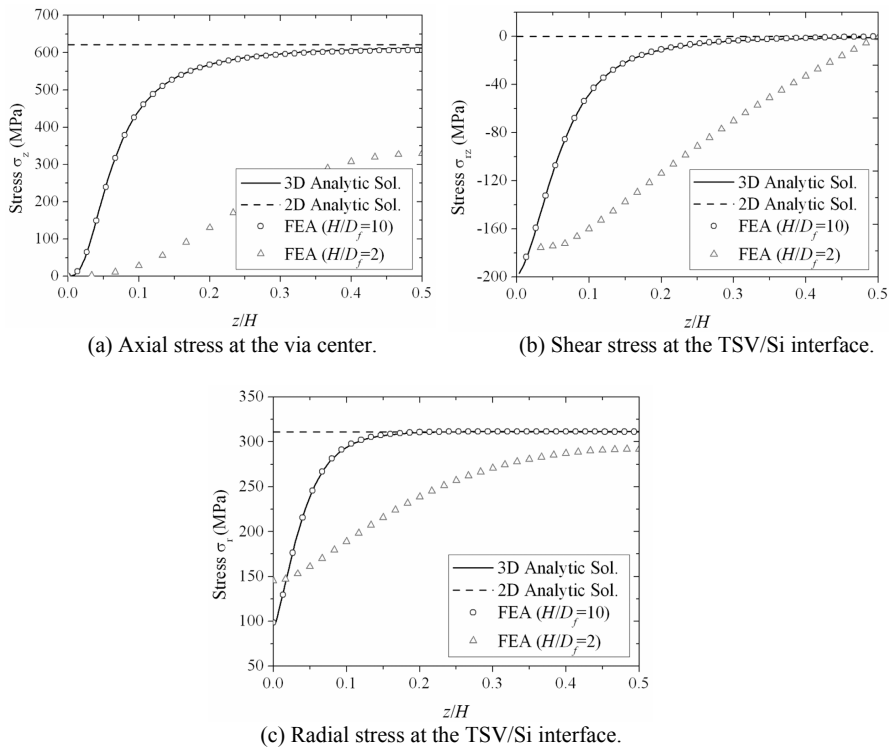 700
600
500
400
300
200
100
0
Stress σz (MPa)
3D Analytic Sol.
2D Analytic Sol.
FEA (H/Df=10)
FEA (H/Df=2)
0.0 0.1 0.2 0.3 0.4 0.5
z/H
(a) Axial stress at the via center.
0
-40
-80
-120
-160
-200
Stress σrz (MPa)
3D Analytic Sol.
2D Analytic Sol.
FEA (H/Df=10)
FEA (H/Df=2)
0.0 0.1 0.2 0.3 0.4 0.5
z/H
(b) Shear stress at the TSV/Si interface.
350
300
250
200
150
100
50
Stress σr (MPa)
3D Analytic Sol.
2D Analytic Sol.
FEA (H/Df=10)
FEA (H/Df=2)
0.0 0.1 0.2 0.3 0.4 0.5
z/H
(c) Radial stress at the TSV/Si interface.